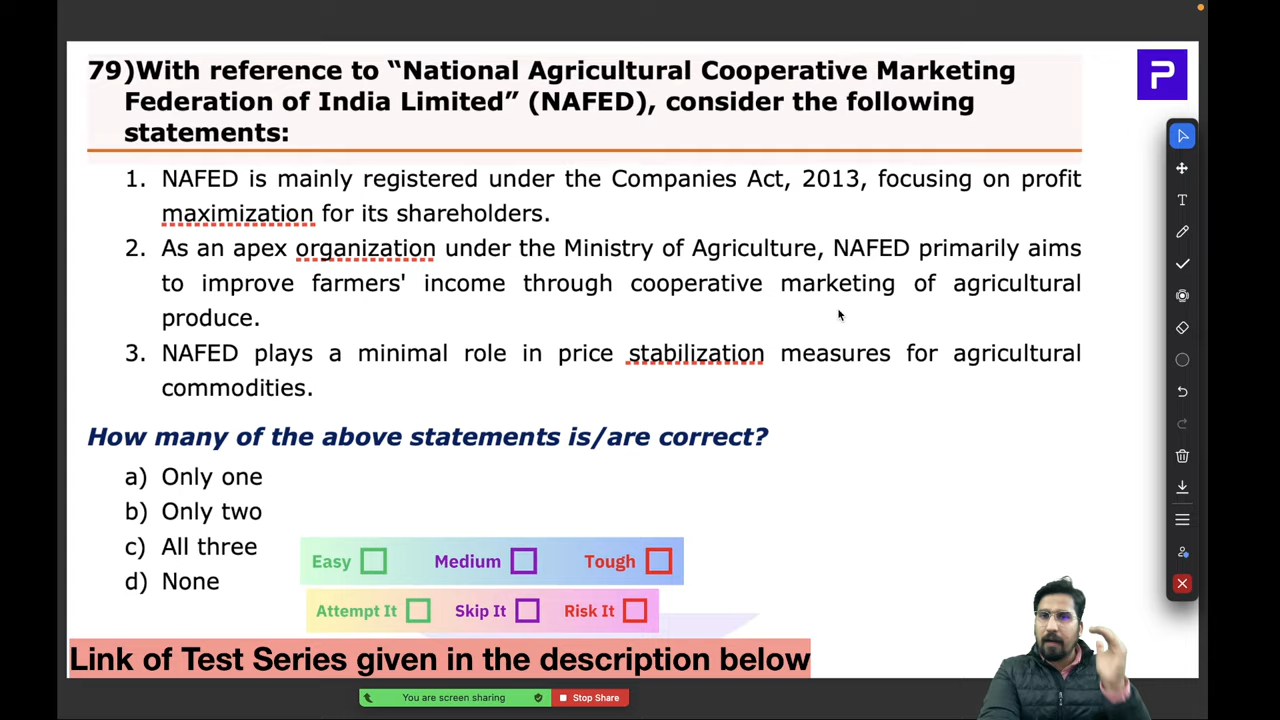 79)With reference to “National Agricultural Cooperative Marketing
Federation of India Limited” (NAFED), consider the following
statements:
1. NAFED is mainly registered under the Companies Act, 2013, focusing on profit
maximization for its shareholders.
2. As an apex organization under the Ministry of Agriculture, NAFED primarily aims
to improve farmers' income through cooperative marketing of agricultural
produce.
3. NAFED plays a minimal role in price stabilization measures for agricultural
commodities.
How many of the above statements is/are correct?
a) Only one
b) Only two
c) All three
d) None
Easy Medium Tough
Attempt It Skip It Risk It
Link of Test Series given in the description below
You are screen sharing Stop Share